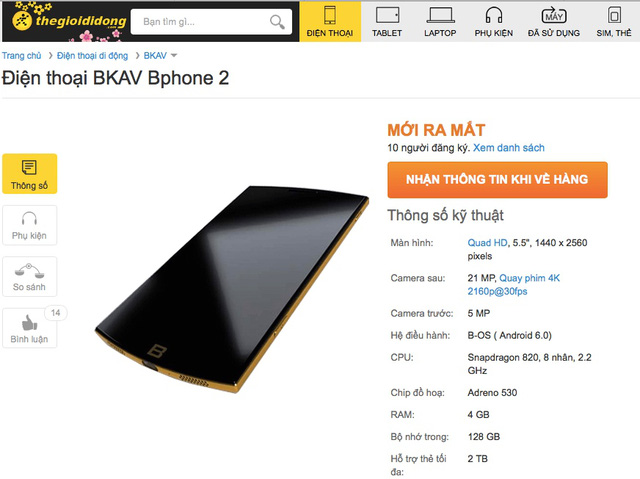 thegioididong
.com
Bạn tìm gì...
ĐIỆN THOẠI
TABLET
LAPTOP
PHỤ KIỆN
MÁY
ĐÃ SỬ DỤNG
SIM, THẺ
Trang chủ > Điện thoại di động > BKAV
Điện thoại BKAV Bphone 2
Thông số
Phụ kiện
So sánh
14
Bình luận
B
MỚI RA MẮT
10 người đăng ký. Xem danh sách
NHẬN THÔNG TIN KHI VỀ HÀNG
Thông số kỹ thuật
Màn hình: Quad HD, 5.5", 1440 x 2560
pixels
Camera sau: 21 MP, Quay phim 4K
2160p@30fps
Camera trước: 5 MP
Hệ điều hành: B-OS ( Android 6.0)
CPU: Snapdragon 820, 8 nhân, 2.2
GHz
Chip đồ hoạ: Adreno 530
RAM: 4 GB
Bộ nhớ trong: 128 GB
Hỗ trợ thẻ tối 2 TB
đa: